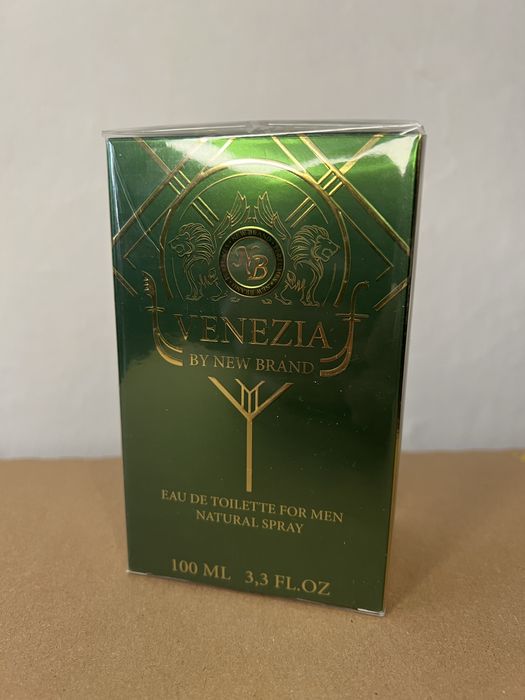 NB
VENEZIA
BY NEW BRAND
EAU DE TOILETTE FOR MEN
NATURAL SPRAY
100 ML 3,3 FL.OZ